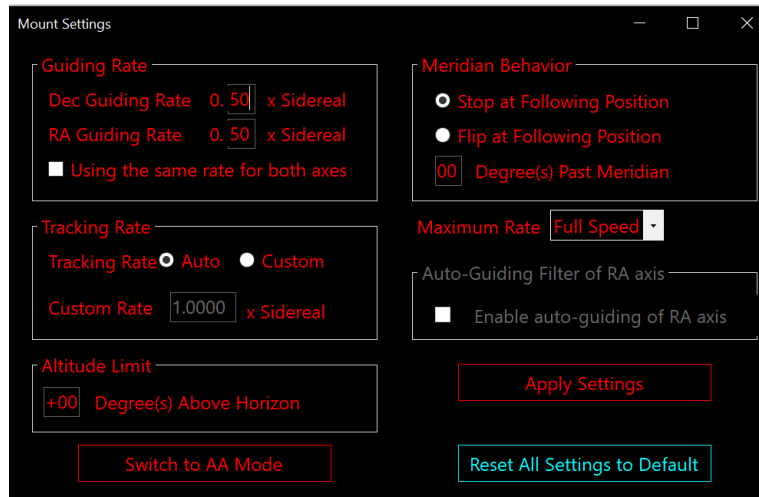 Mount Settings
Guiding Rate
Dec Guiding Rate 0. 50 x Sidereal
RA Guiding Rate 0. 50 x Sidereal
Using the same rate for both axes
Tracking Rate
Tracking Rate Auto Custom
Custom Rate 1.0000 x Sidereal
Altitude Limit
+00 Degree(s) Above Horizon
Switch to AA Mode
Meridian Behavior
Stop at Following Position
Flip at Following Position
00 Degree(s) Past Meridian
Maximum Rate Full Speed
Auto-Guiding Filter of RA axis
Enable auto-guiding of RA axis
Apply Settings
Reset All Settings to Default